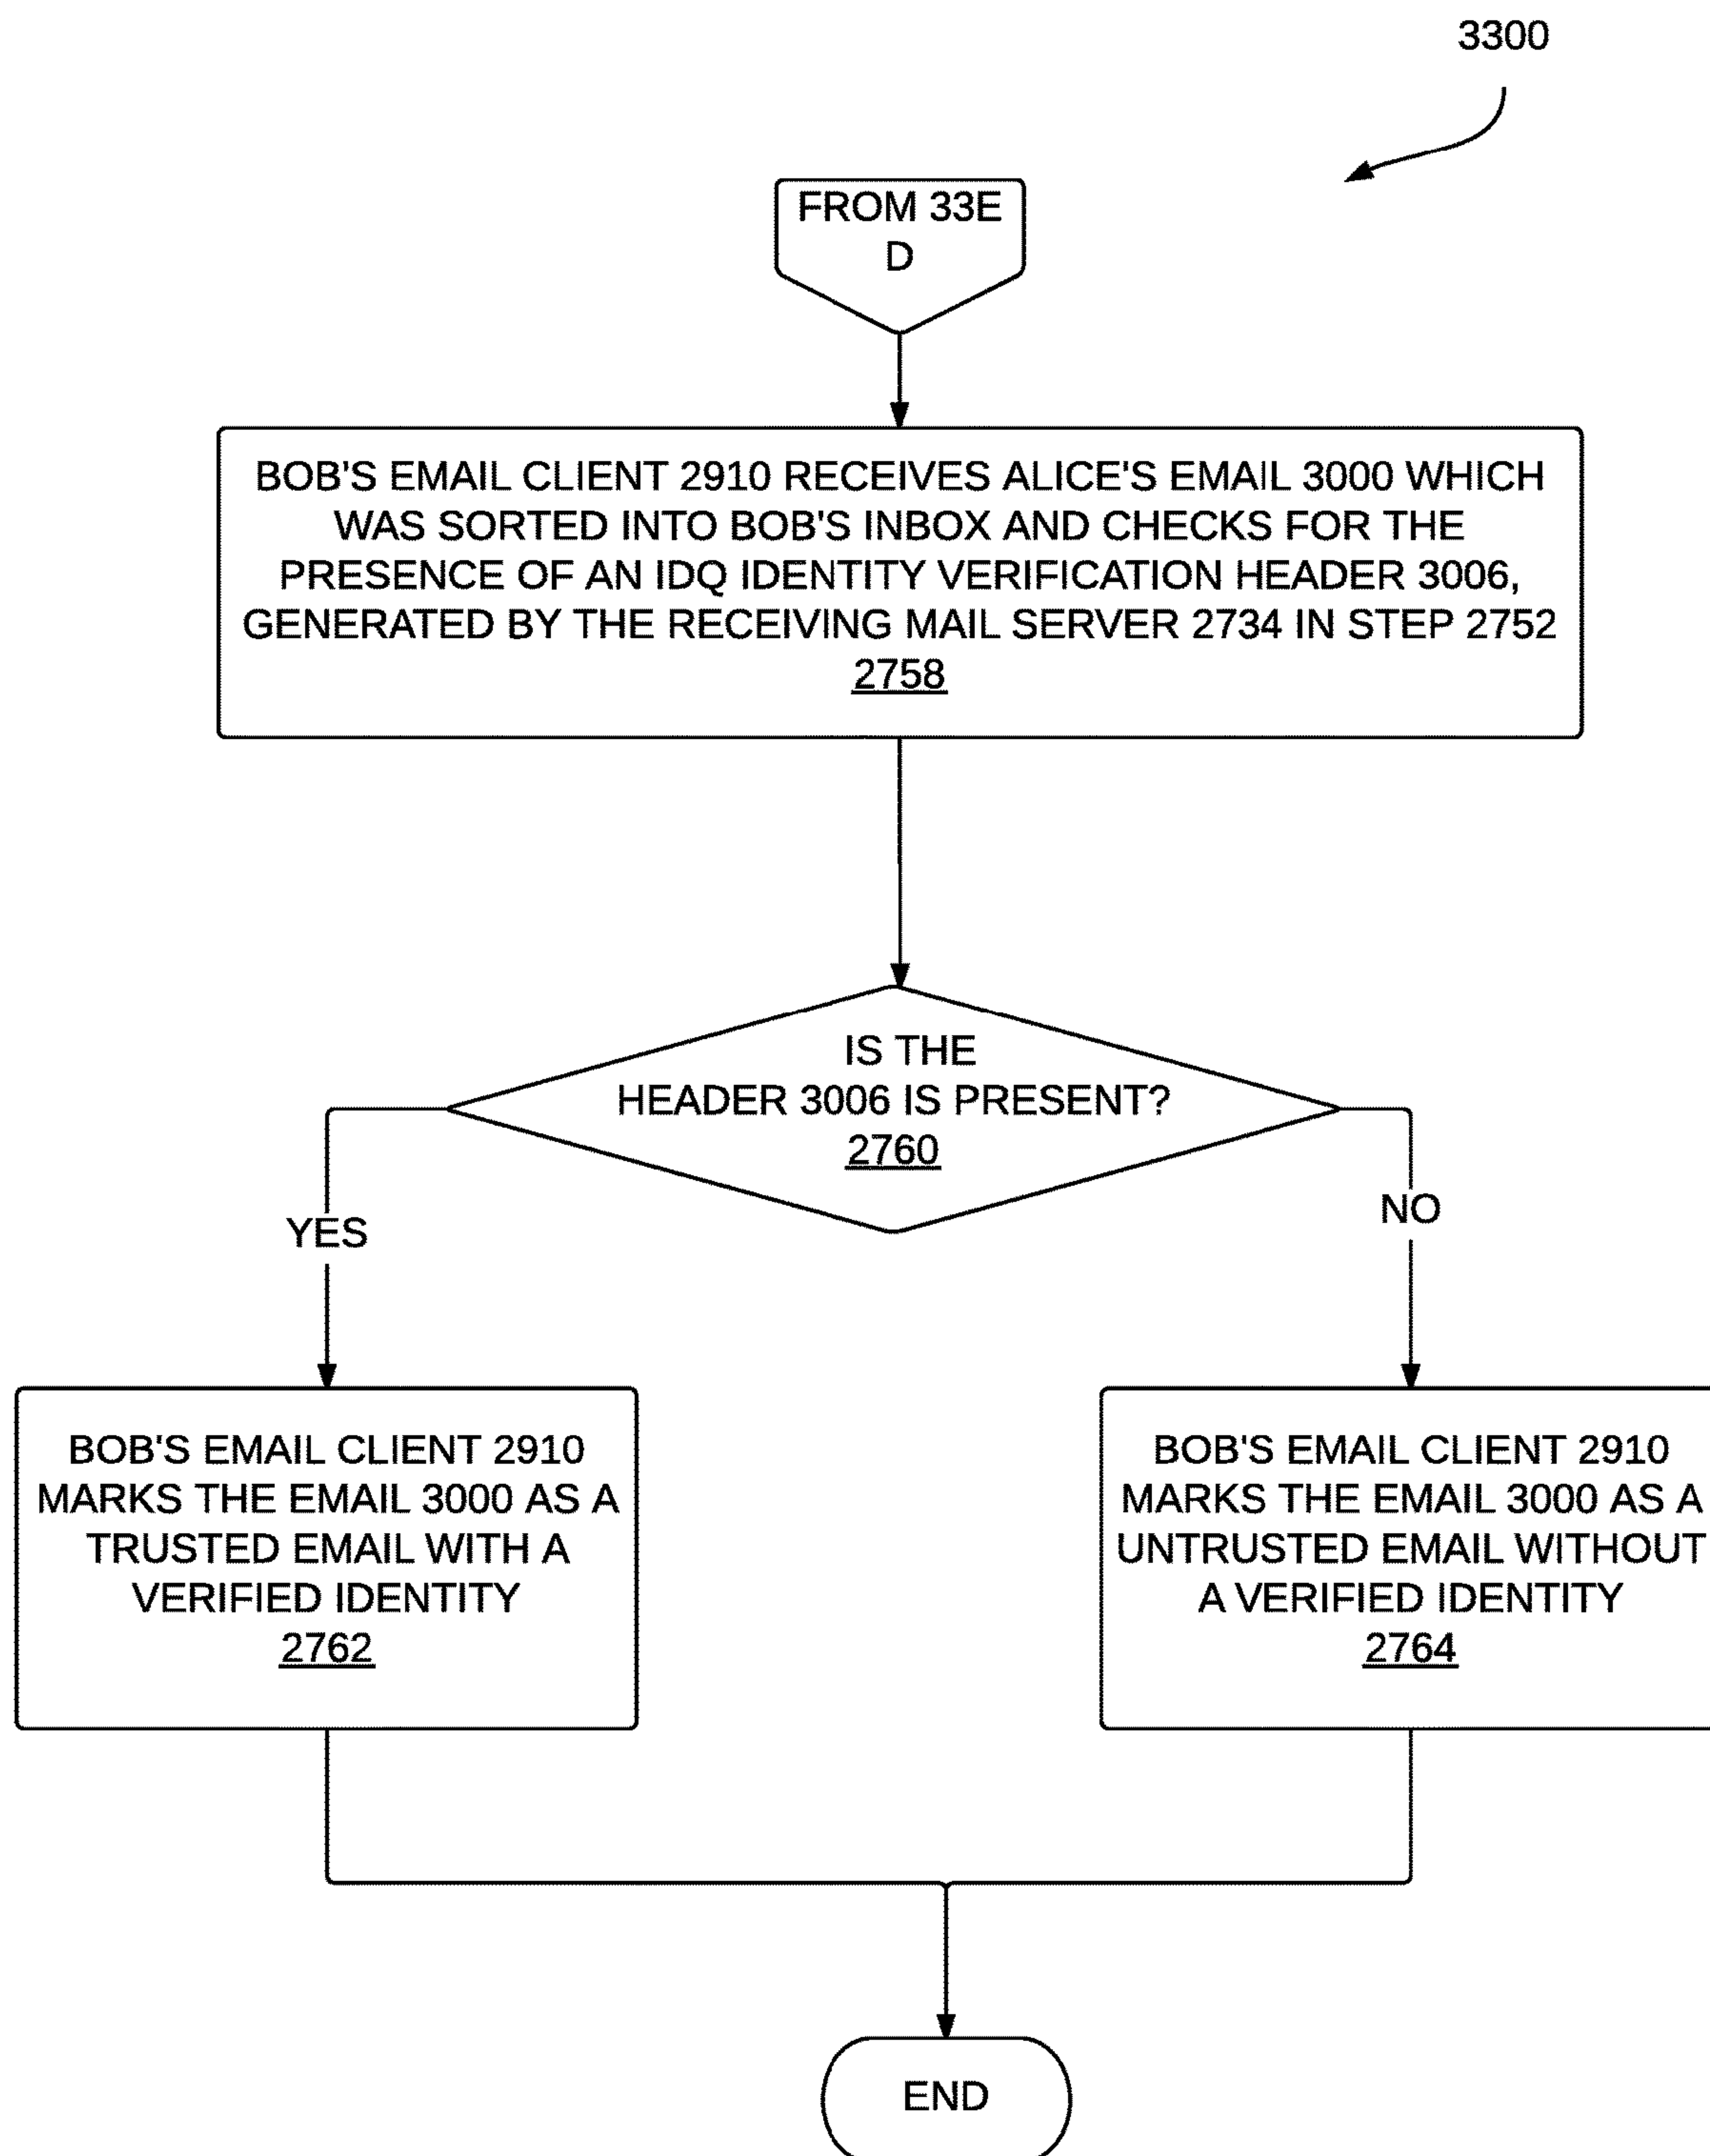 3300
FROM 33E
D
BOB'S EMAIL CLIENT 2910 RECEIVES ALICE'S EMAIL 3000 WHICH
WAS SORTED INTO BOB'S INBOX AND CHECKS FOR THE
PRESENCE OF AN IDQ IDENTITY VERIFICATION HEADER 3006,
GENERATED BY THE RECEIVING MAIL SERVER 2734 IN STEP 2752
2758
IS THE
HEADER 3006 IS PRESENT?
2760
YES
NO
BOB'S EMAIL CLIENT 2910
MARKS THE EMAIL 3000 AS A
TRUSTED EMAIL WITH A
VERIFIED IDENTITY
2762
BOB'S EMAIL CLIENT 2910
MARKS THE EMAIL 3000 AS A
UNTRUSTED EMAIL WITHOUT
A VERIFIED IDENTITY
2764
END